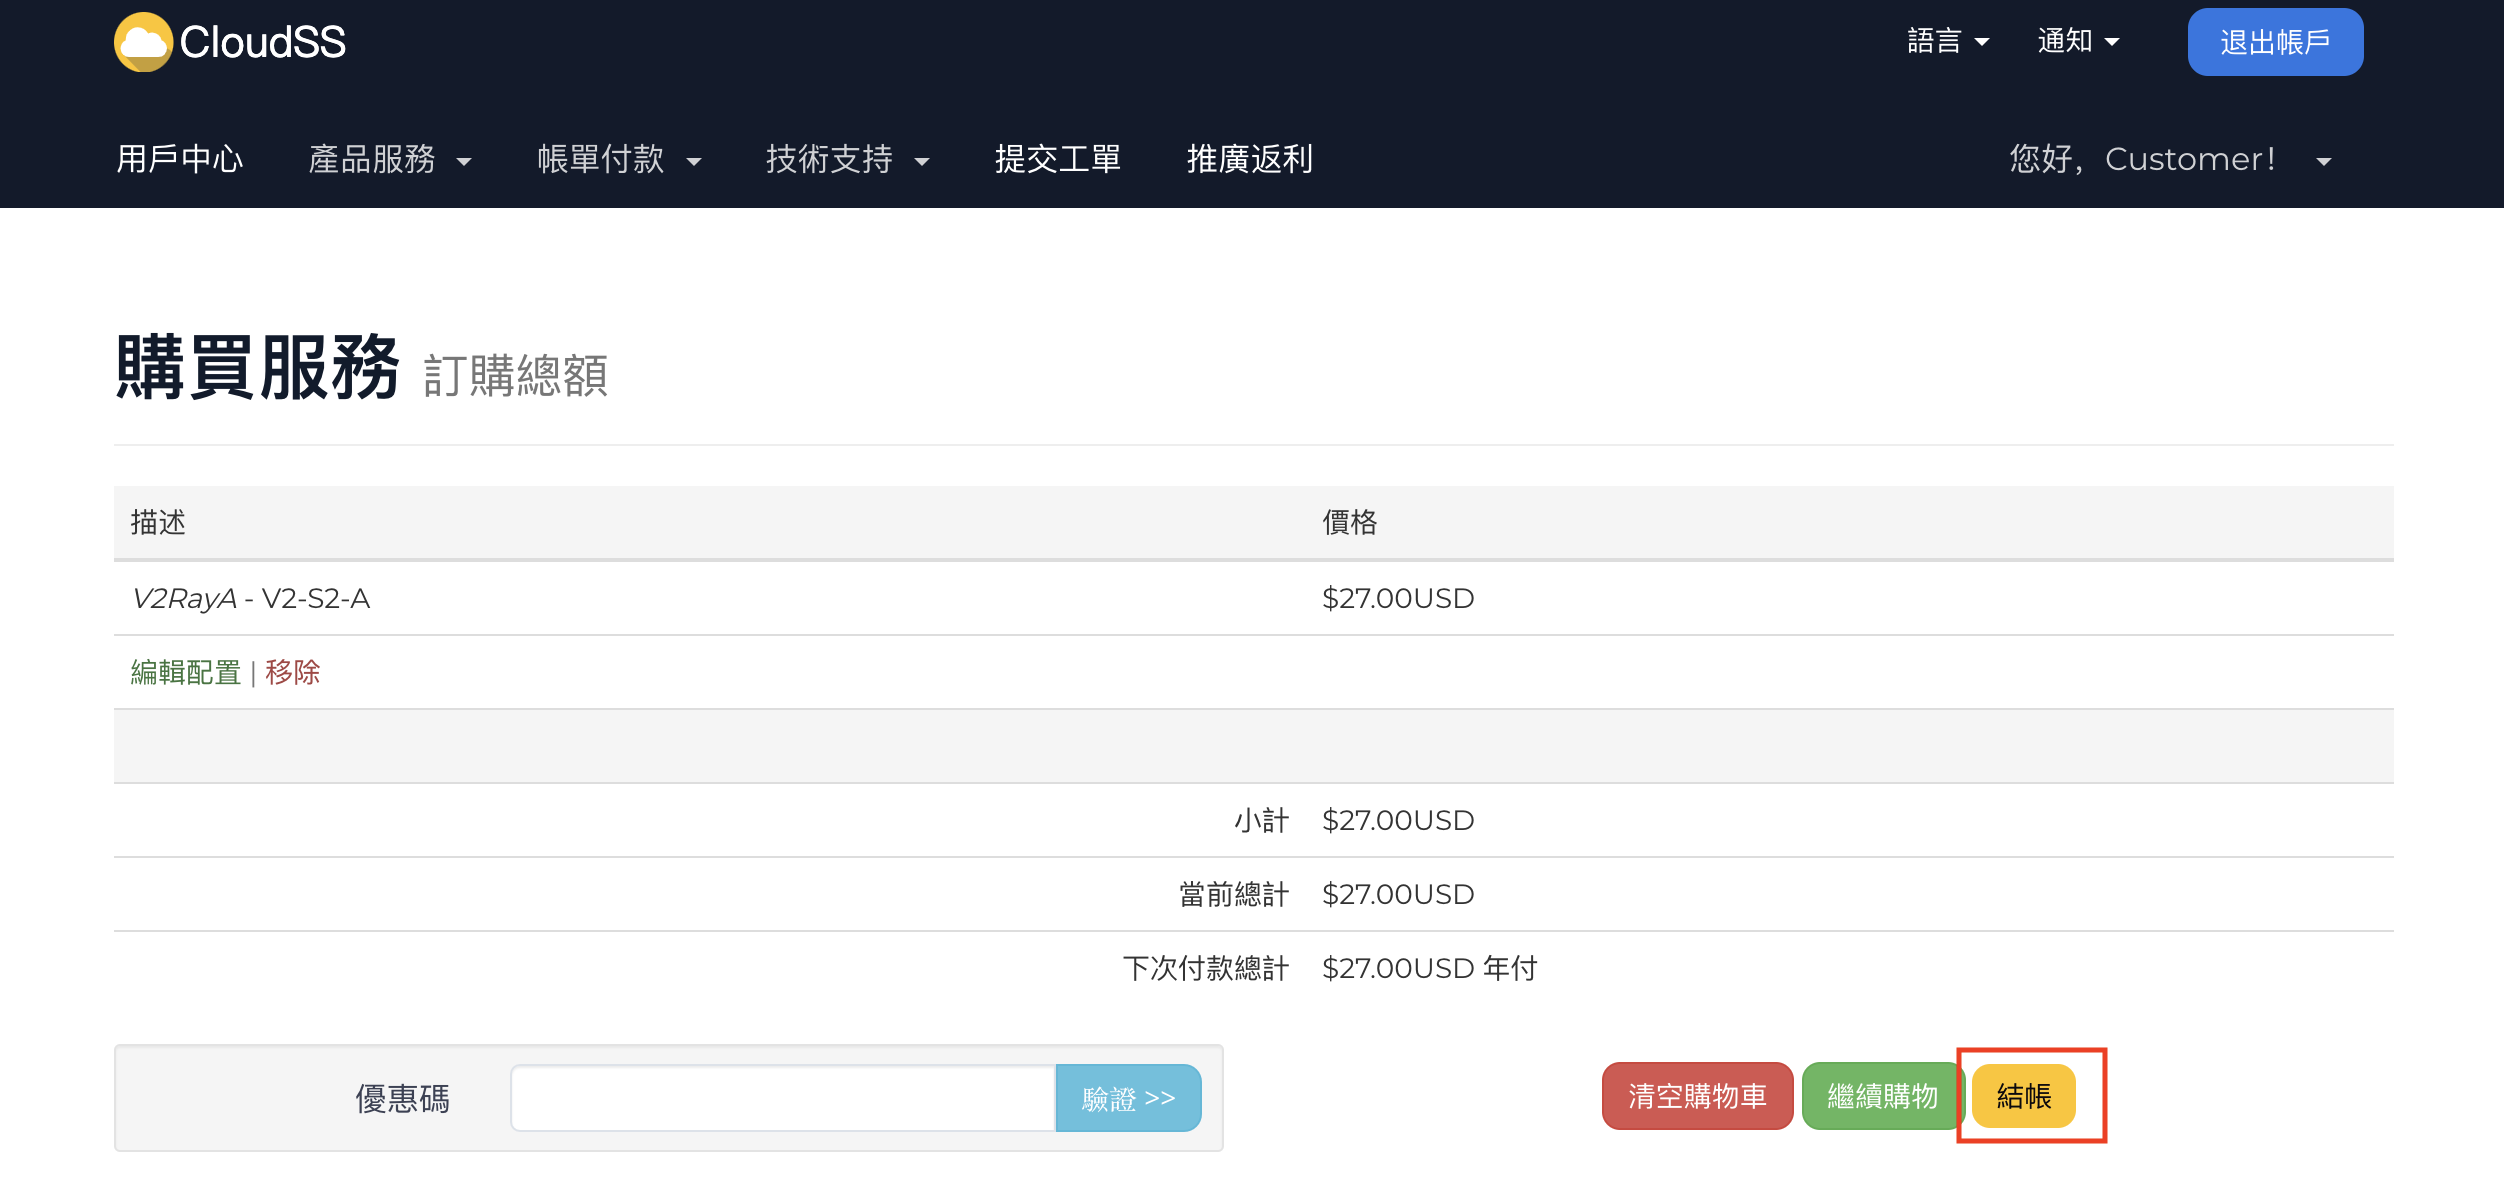 CloudSS
語言 通知 退出帳戶
用戶中心 產品服務 帳單付款 技術支持 提交工單 推廣返利 您好，Customer！
購買服務 訂購總額
描述 價格
V2RayA - V2-S2-A $27.00USD
編輯配置 | 移除
小計 $27.00USD
當前總計 $27.00USD
下次付款總計 $27.00USD 年付
優惠碼 驗證 >> 清空購物車 繼續購物 結帳